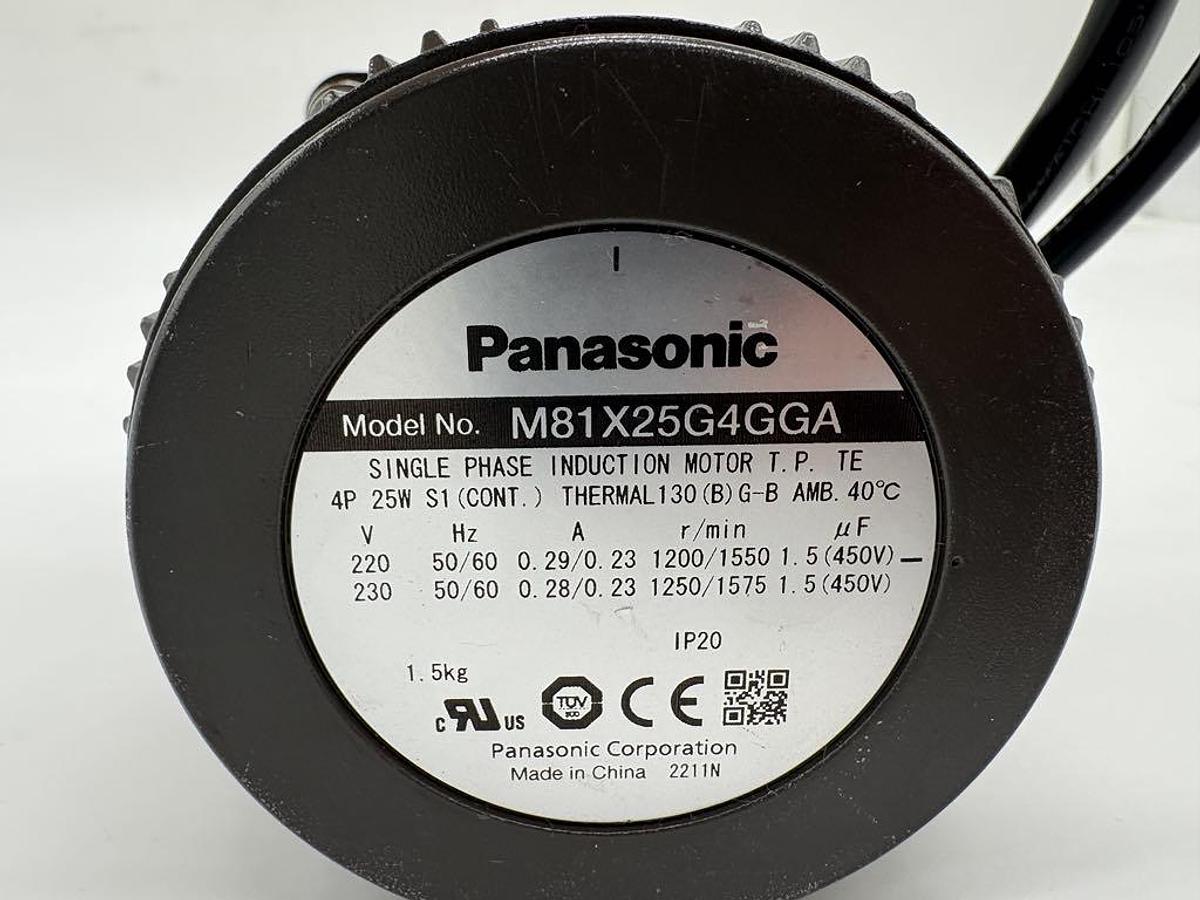 Panasonic
Model No. M81X25G4GGA
SINGLE PHASE INDUCTION MOTOR T.P. TE
4P 25W S1(CONT.) THERMAL130(B)G-B AMB.40℃
V Hz A r/min μF
220 50/60 0.29/0.23 1200/1550 1.5(450V)
230 50/60 0.28/0.23 1250/1575 1.5(450V)
IP20
1.5kg
c RU US TÜV SÜD CE
Panasonic Corporation
Made in China 2211N